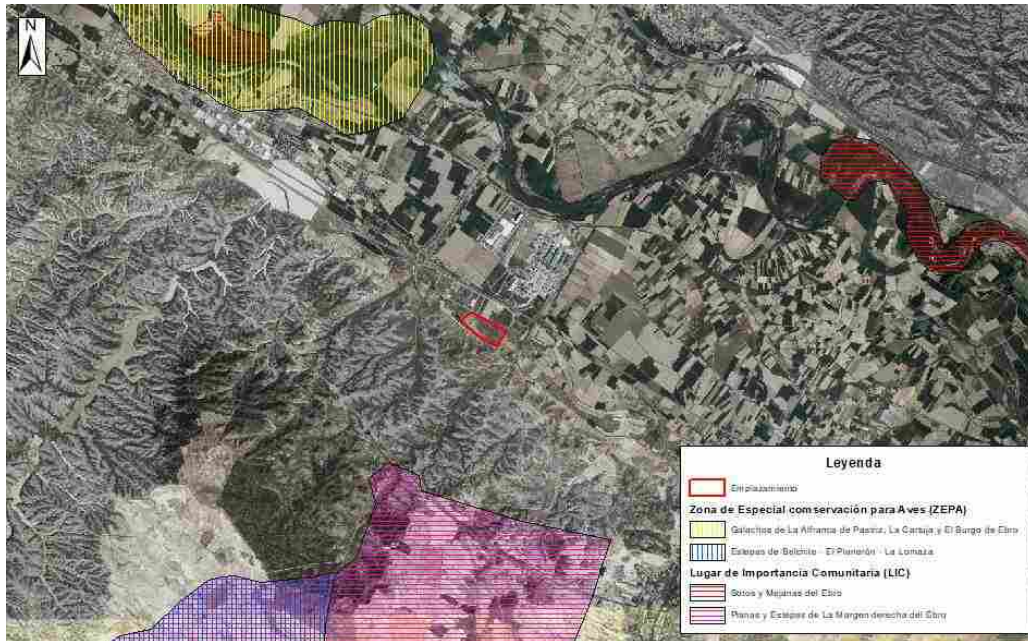 N
Leyenda
Emplazamiento
Zona de Especial comservación para Aves (ZEPA)
Galachos de La Alfranca de Pastriz, La Cartuja y El Burgo de Ebro
Estepas de Belchite - El Planerón - La Lomaza
Lugar de Importancia Comunitaria (LIC)
Sotos y Mejanas del Ebro
Planas y Estepas de La Margen derecha del Ebro